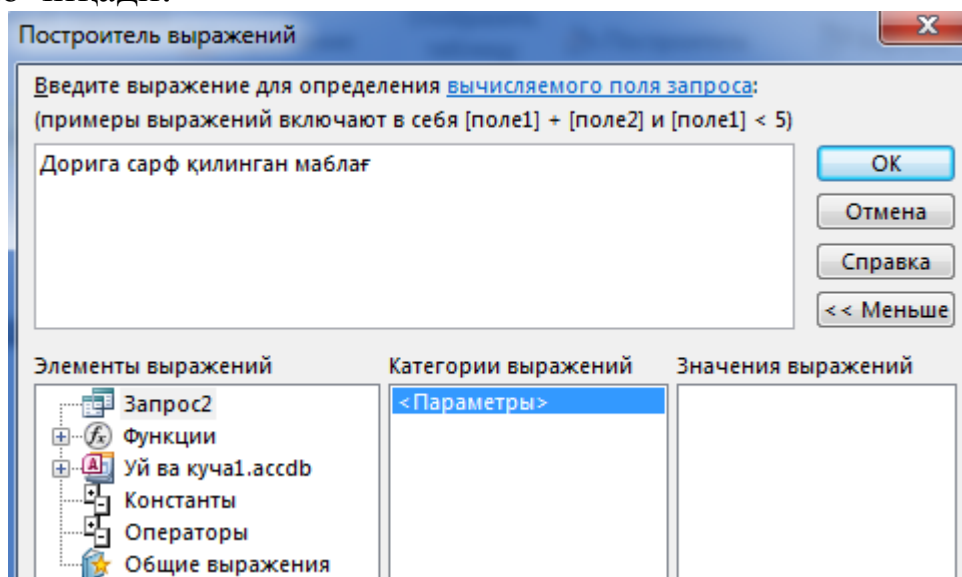 Построитель выражений
Введите выражение для определения вычисляемого поля запроса:
(примеры выражений включают в себя [поле1] + [поле2] и [поле1] < 5)
Дорига сарф қилинган маблағ
ОК
Отмена
Справка
<< Меньше
Элементы выражений
Категории выражений
Значения выражений
Запрос2
<Параметры>
Функции
Уй ва куча1.accdb
Константы
Операторы
Общие выражения